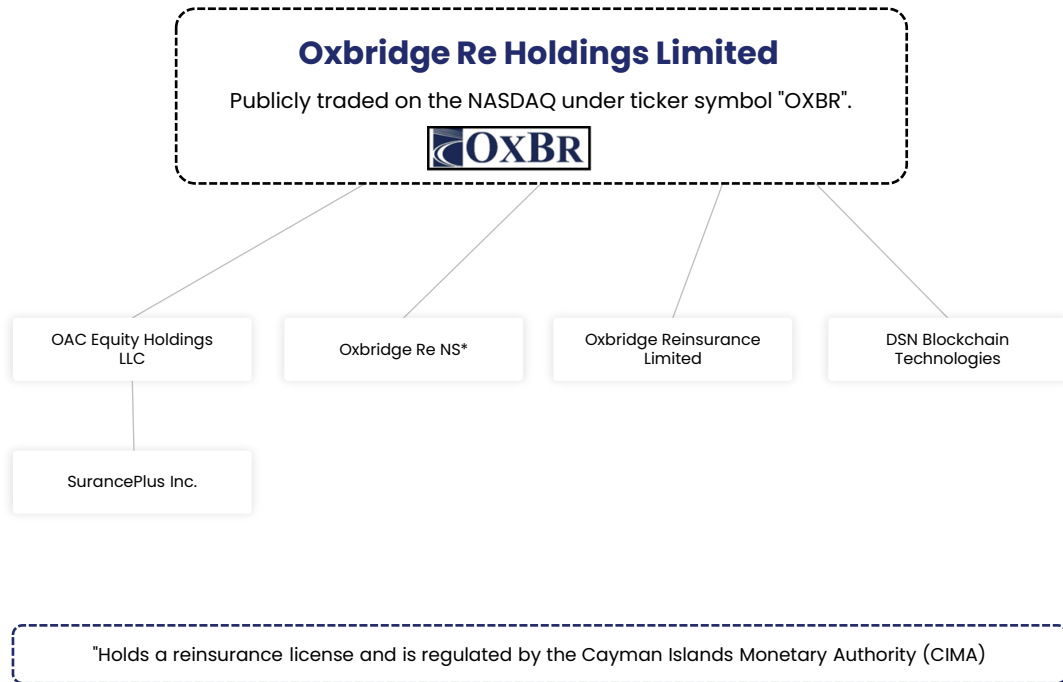 Oxbridge Re Holdings Limited
Publicly traded on the NASDAQ under ticker symbol "OXBR".
OXBR
OAC Equity Holdings
LLC
Oxbridge Re NS*
Oxbridge Reinsurance
Limited
DSN Blockchain
Technologies
SurancePlus Inc.
"Holds a reinsurance license and is regulated by the Cayman Islands Monetary Authority (CIMA)